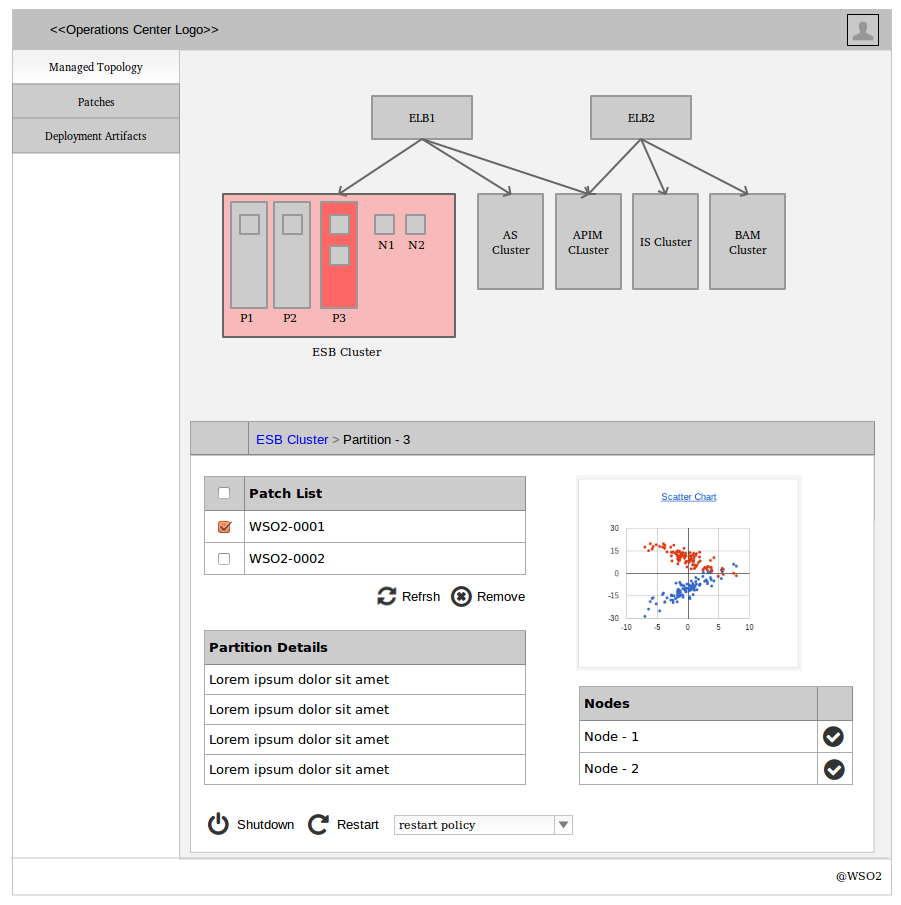 <<Operations Center Logo>>
Managed Topology
Patches
Deployment Artifacts
ELB1
ELB2
AS
Cluster
APIM
CLuster
IS Cluster
BAM
Cluster
N1
N2
P1
P2
P3
ESB Cluster
ESB Cluster > Partition - 3
Patch List
WSO2-0001
WSO2-0002
Refrsh
Remove
Partition Details
Lorem ipsum dolor sit amet
Lorem ipsum dolor sit amet
Lorem ipsum dolor sit amet
Lorem ipsum dolor sit amet
Scatter Chart
30
15
0
-15
-30
-10
-5
0
5
10
Nodes
Node - 1
Node - 2
Shutdown
Restart
restart policy
@WSO2